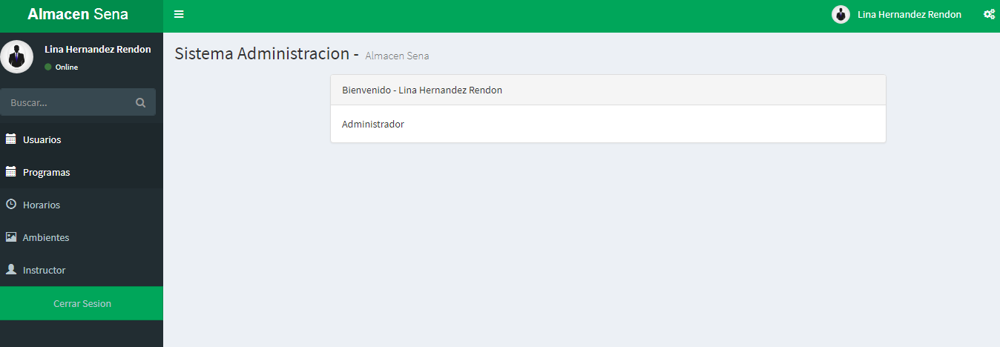 Almacen Sena
Lina Hernandez Rendon
Lina Hernandez Rendon
Online
Buscar...
Usuarios
Programas
Horarios
Ambientes
Instructor
Cerrar Sesion
Sistema Administracion - Almacen Sena
Bienvenido - Lina Hernandez Rendon
Administrador